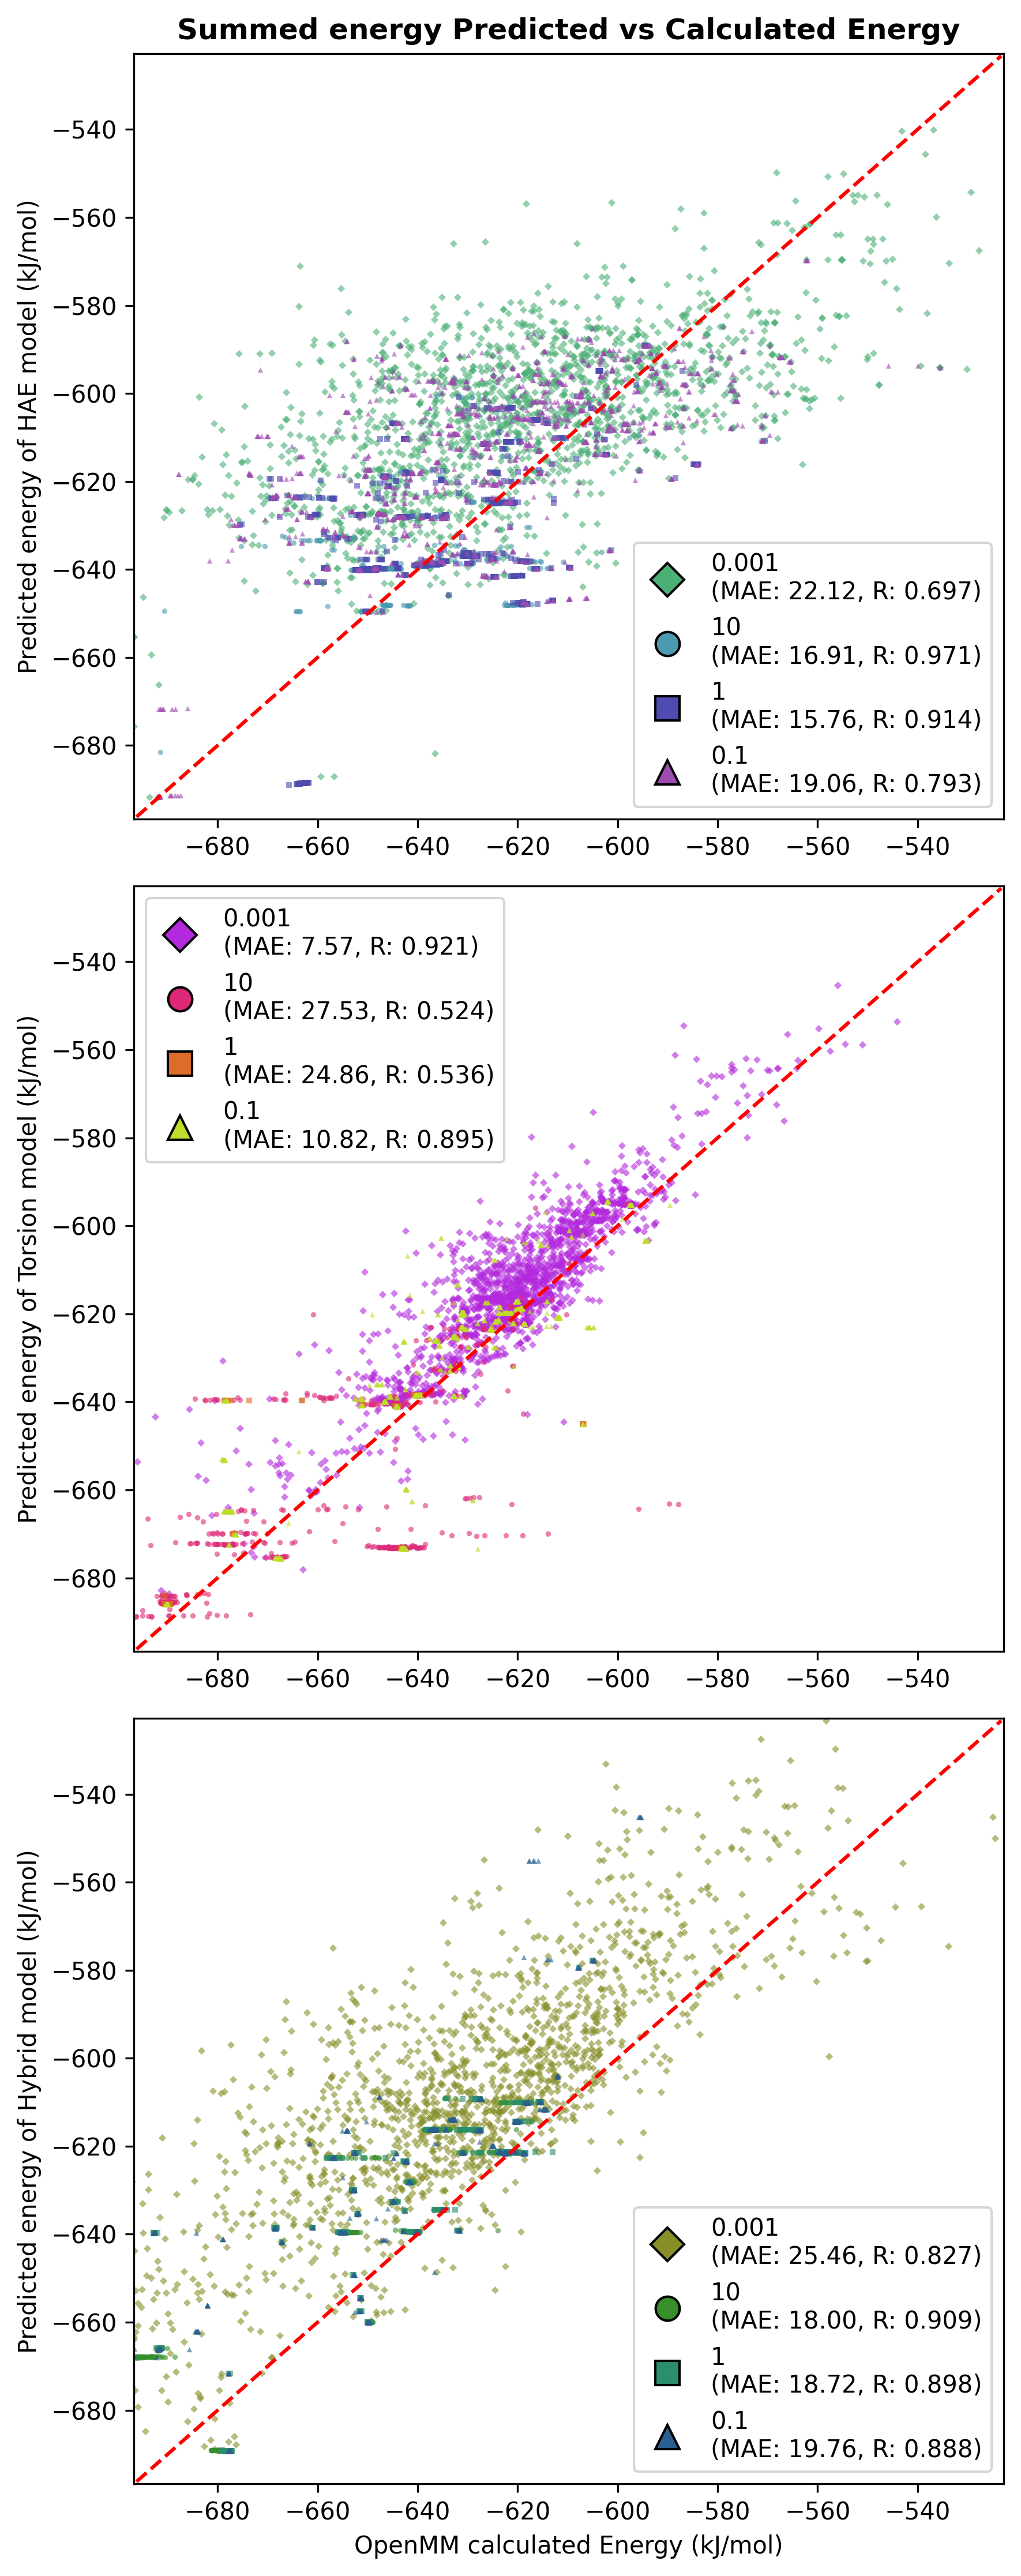 Summed energy Predicted vs Calculated Energy
Predicted energy of HAE model (kJ/mol)
−540
−560
−580
−600
−620
−640
−660
−680
0.001
(MAE: 22.12, R: 0.697)
10
(MAE: 16.91, R: 0.971)
1
(MAE: 15.76, R: 0.914)
0.1
(MAE: 19.06, R: 0.793)
−680 −660 −640 −620 −600 −580 −560 −540
Predicted energy of Torsion model (kJ/mol)
−540
−560
−580
−600
−620
−640
−660
−680
0.001
(MAE: 7.57, R: 0.921)
10
(MAE: 27.53, R: 0.524)
1
(MAE: 24.86, R: 0.536)
0.1
(MAE: 10.82, R: 0.895)
−680 −660 −640 −620 −600 −580 −560 −540
Predicted energy of Hybrid model (kJ/mol)
−540
−560
−580
−600
−620
−640
−660
−680
0.001
(MAE: 25.46, R: 0.827)
10
(MAE: 18.00, R: 0.909)
1
(MAE: 18.72, R: 0.898)
0.1
(MAE: 19.76, R: 0.888)
−680 −660 −640 −620 −600 −580 −560 −540
OpenMM calculated Energy (kJ/mol)